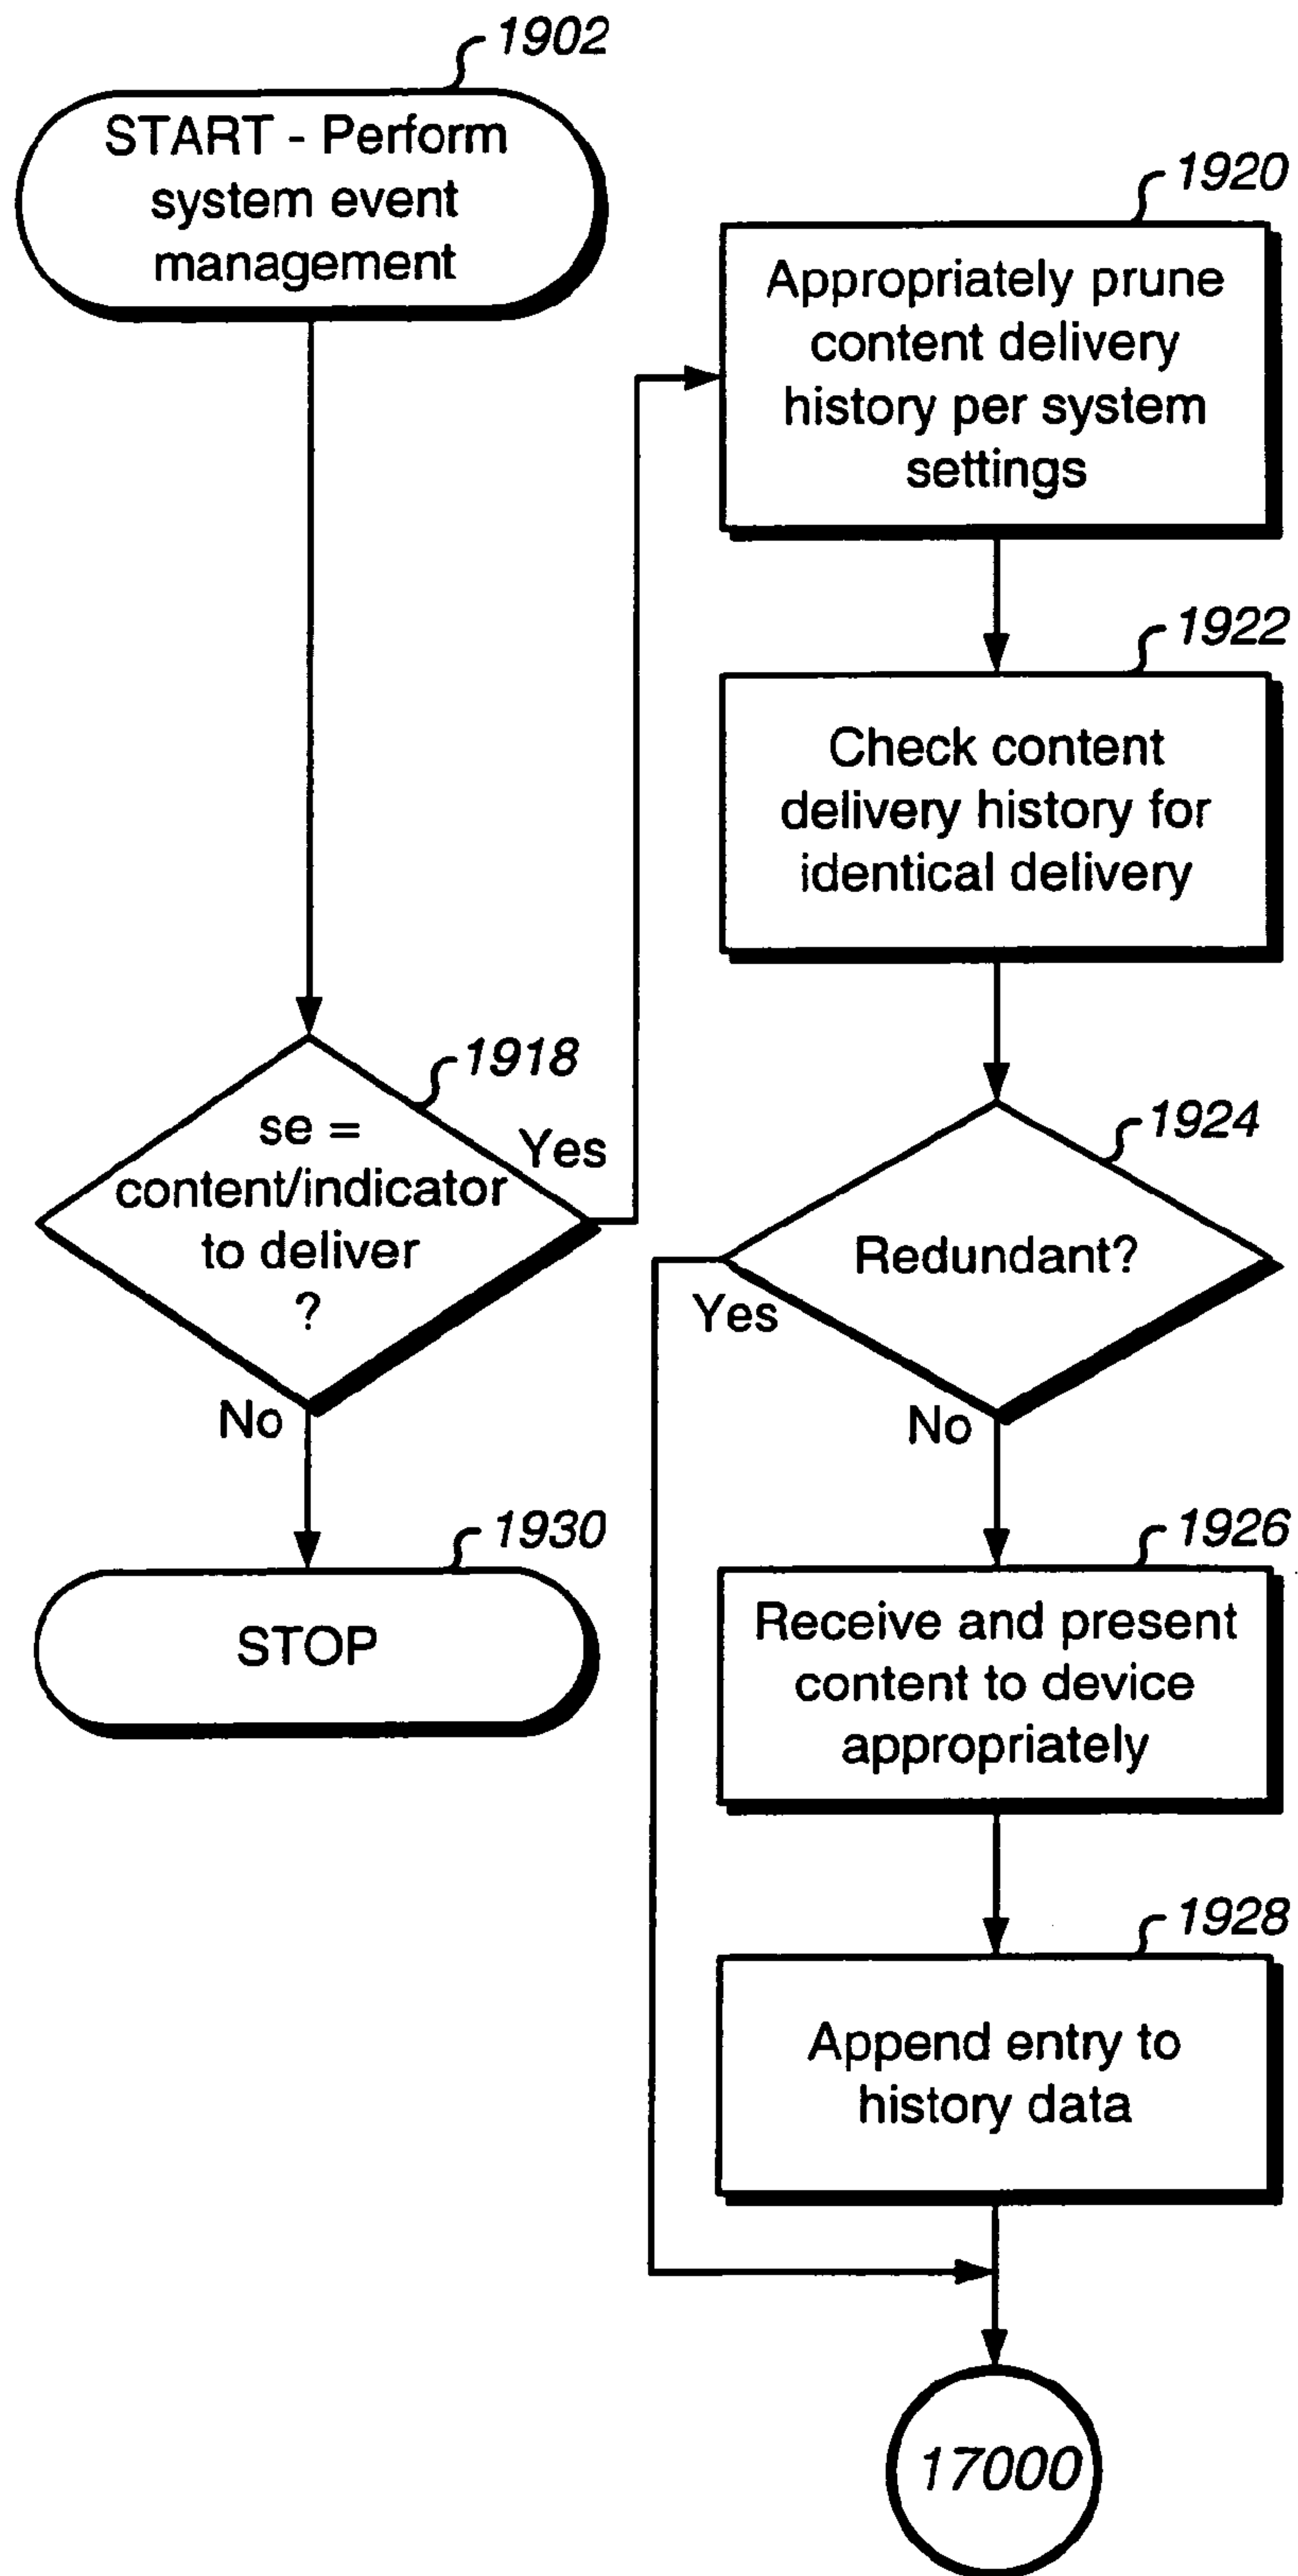 1902
START - Perform
system event
management
1918
se =
content/indicator
to deliver
?
Yes
No
1930
STOP
1920
Appropriately prune
content delivery
history per system
settings
1922
Check content
delivery history for
identical delivery
1924
Redundant?
Yes
No
1926
Receive and present
content to device
appropriately
1928
Append entry to
history data
17000